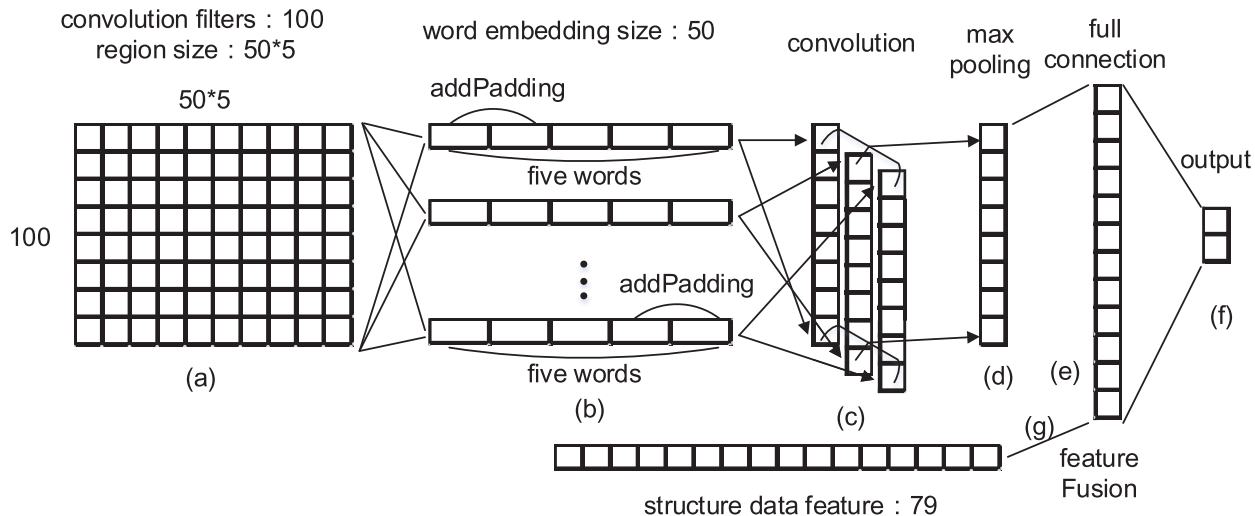 convolution filters : 100
region size : 50*5
word embedding size : 50
convolution
max
pooling
full
connection
50*5
addPadding
five words
100
addPadding
five words
output
(a)
(b)
(c)
(d)
(e)
(f)
(g)
feature
Fusion
structure data feature : 79